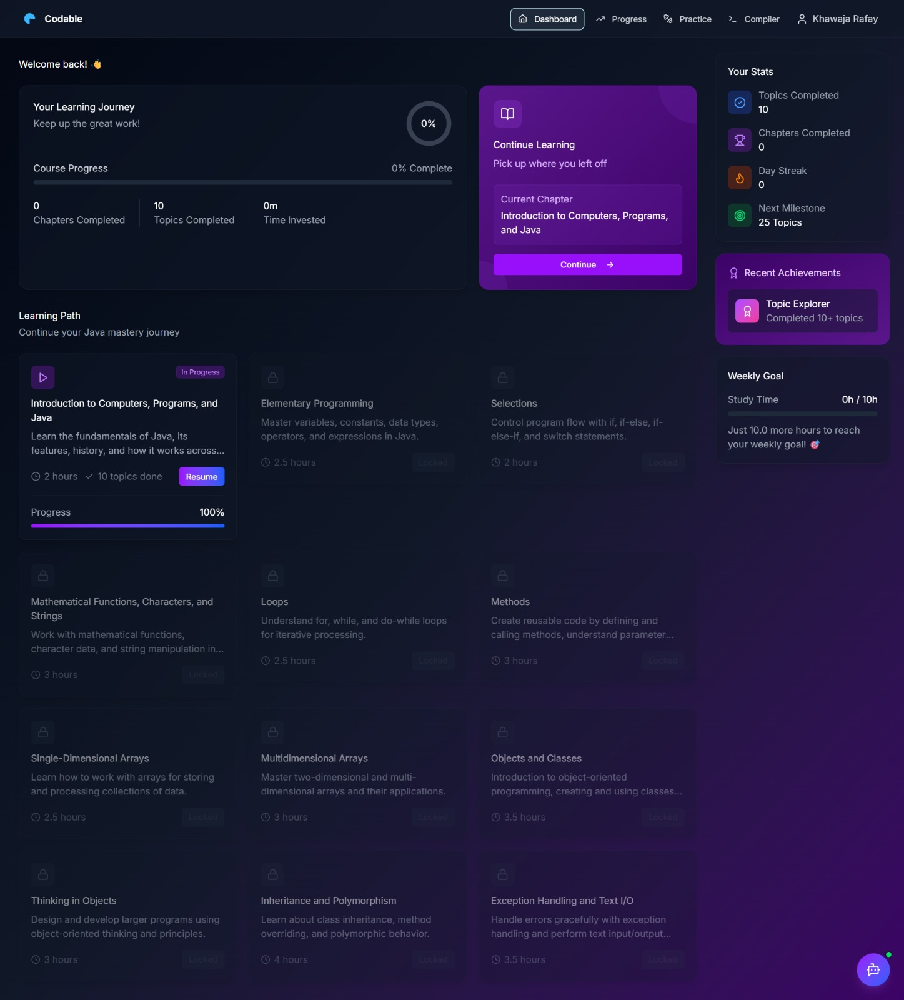 Codable
Dashboard
Progress
Practice
Compiler
Khawaja Rafay
Welcome back! 👋
Your Learning Journey
Keep up the great work!
0%
Course Progress
0% Complete
0
Chapters Completed
10
Topics Completed
0m
Time Invested
Continue Learning
Pick up where you left off
Current Chapter
Introduction to Computers, Programs,
and Java
Continue
Your Stats
Topics Completed
10
Chapters Completed
0
Day Streak
0
Next Milestone
25 Topics
Recent Achievements
Topic Explorer
Completed 10+ topics
Weekly Goal
Study Time
0h / 10h
Just 10.0 more hours to reach
your weekly goal! 🎯
Learning Path
Continue your Java mastery journey
In Progress
Introduction to Computers, Programs, and
Java
Learn the fundamentals of Java, its
features, history, and how it works across...
2 hours
10 topics done
Resume
Progress
100%
Elementary Programming
Master variables, constants, data types,
operators, and expressions in Java.
2.5 hours
Locked
Selections
Control program flow with if, if-else, if-
else-if, and switch statements.
2 hours
Locked
Mathematical Functions, Characters, and
Strings
Work with mathematical functions,
character data, and string manipulation in...
3 hours
Locked
Loops
Understand for, while, and do-while loops
for iterative processing.
2.5 hours
Locked
Methods
Create reusable code by defining and
calling methods, understand parameter...
3 hours
Locked
Single-Dimensional Arrays
Learn how to work with arrays for storing
and processing collections of data.
2.5 hours
Locked
Multidimensional Arrays
Master two-dimensional and multi-
dimensional arrays and their applications.
3 hours
Locked
Objects and Classes
Introduction to object-oriented
programming, creating and using classes...
3.5 hours
Locked
Thinking in Objects
Design and develop larger programs using
object-oriented thinking and principles.
3 hours
Locked
Inheritance and Polymorphism
Learn about class inheritance, method
overriding, and polymorphic behavior.
4 hours
Locked
Exception Handling and Text I/O
Handle errors gracefully with exception
handling and perform text input/output...
3.5 hours
Locked